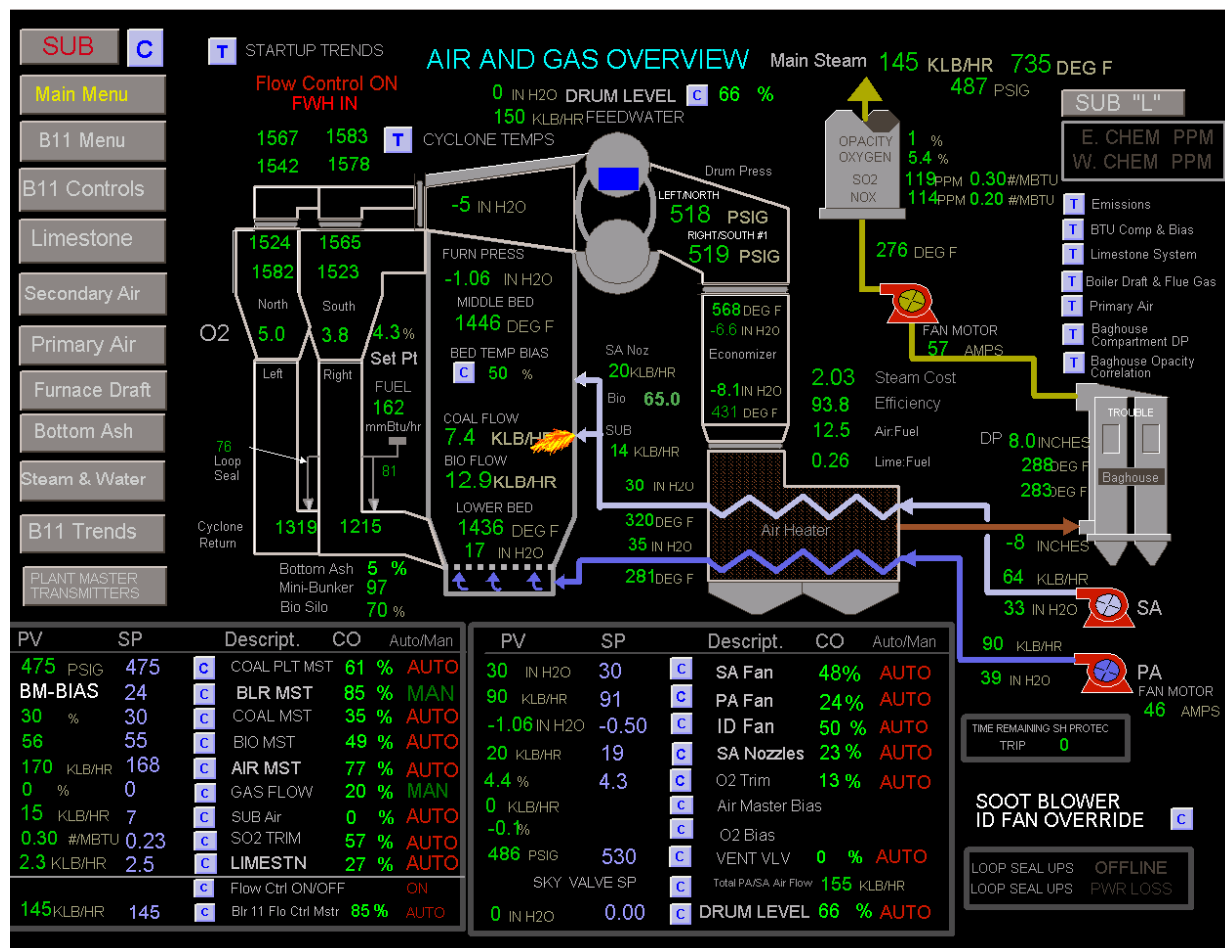 SUB C
T STARTUP TRENDS
AIR AND GAS OVERVIEW
Main Steam 145 KLB/HR 735 DEG F
487 PSIG
Flow Control ON
FWH IN
0 IN H2O DRUM LEVEL C 66 %
150 KLB/HR FEEDWATER
Main Menu
B11 Menu
B11 Controls
Limestone
Secondary Air
Primary Air
Furnace Draft
Bottom Ash
Steam & Water
B11 Trends
PLANT MASTER
TRANSMITTERS
1567 1583 T CYCLONE TEMPS
1542 1578
1524 1565
1582 1523
North South
O2 5.0 3.8 4.3%
Set Pt
Left Right
FUEL
162
mmBtu/hr
76
Loop
Seal
81
Cyclone
Return
1319 1215
Bottom Ash 5 %
Mini-Bunker 97
Bio Silo 70 %
-5 IN H2O
FURN PRESS
-1.06 IN H2O
MIDDLE BED
1446 DEG F
BED TEMP BIAS
C 50 %
COAL FLOW
7.4 KLB/HR
BIO FLOW
12.9KLB/HR
LOWER BED
1436 DEG F
17 IN H2O
Drum Press
LEFT/NORTH
518 PSIG
RIGHT/SOUTH #1
519 PSIG
568 DEG F
-6.6 IN H2O
Economizer
-8.1IN H2O
431 DEG F
SA Noz
20KLB/HR
Bio 65.0
SUB
14 KLB/HR
30 IN H2O
320DEG F
35 IN H2O
281DEG F
Air Heater
OPACITY 1 %
OXYGEN 5.4 %
SO2 119PPM 0.30#/MBTU
NOX 114PPM 0.20 #/MBTU
276 DEG F
FAN MOTOR
57 AMPS
2.03 Steam Cost
93.8 Efficiency
12.5 Air:Fuel
0.26 Lime:Fuel
SUB "L"
E. CHEM PPM
W. CHEM PPM
T Emissions
T BTU Comp & Bias
T Limestone System
T Boiler Draft & Flue Gas
T Primary Air
T Baghouse
Compartment DP
T Baghouse Opacity
Correlation
TROUBLE
DP 8.0INCHES
288DEG F
283DEG F
Baghouse
-8 INCHES
64 KLB/HR
33 IN H2O SA
90 KLB/HR
39 IN H2O PA
FAN MOTOR
46 AMPS
TIME REMAINING SH PROTEC
TRIP 0
SOOT BLOWER
ID FAN OVERRIDE C
LOOP SEAL UPS OFFLINE
LOOP SEAL UPS PWR LOSS
PV SP Descript. CO Auto/Man
475 PSIG 475 C COAL PLT MST 61 % AUTO
BM-BIAS 24 C BLR MST 85 % MAN
30 % 30 C COAL MST 35 % AUTO
56 55 C BIO MST 49 % AUTO
170 KLB/HR 168 C AIR MST 77 % AUTO
0 % 0 C GAS FLOW 20 % MAN
15 KLB/HR 7 C SUB Air 0 % AUTO
0.30 #/MBTU 0.23 C SO2 TRIM 57 % AUTO
2.3 KLB/HR 2.5 C LIMESTN 27 % AUTO
C Flow Ctrl ON/OFF ON
145KLB/HR 145 C Blr 11 Flo Ctrl Mstr 85 % AUTO
PV SP Descript. CO Auto/Man
30 IN H2O 30 C SA Fan 48% AUTO
90 KLB/HR 91 C PA Fan 24% AUTO
-1.06 IN H2O -0.50 C ID Fan 50 % AUTO
20 KLB/HR 19 C SA Nozzles 23 % AUTO
4.4 % 4.3 C O2 Trim 13 % AUTO
0 KLB/HR C Air Master Bias
-0.1% C O2 Bias
486 PSIG 530 C VENT VLV 0 % AUTO
SKY VALVE SP C Total PA/SA Air Flow 155 KLB/HR
0 IN H2O 0.00 C DRUM LEVEL 66 % AUTO